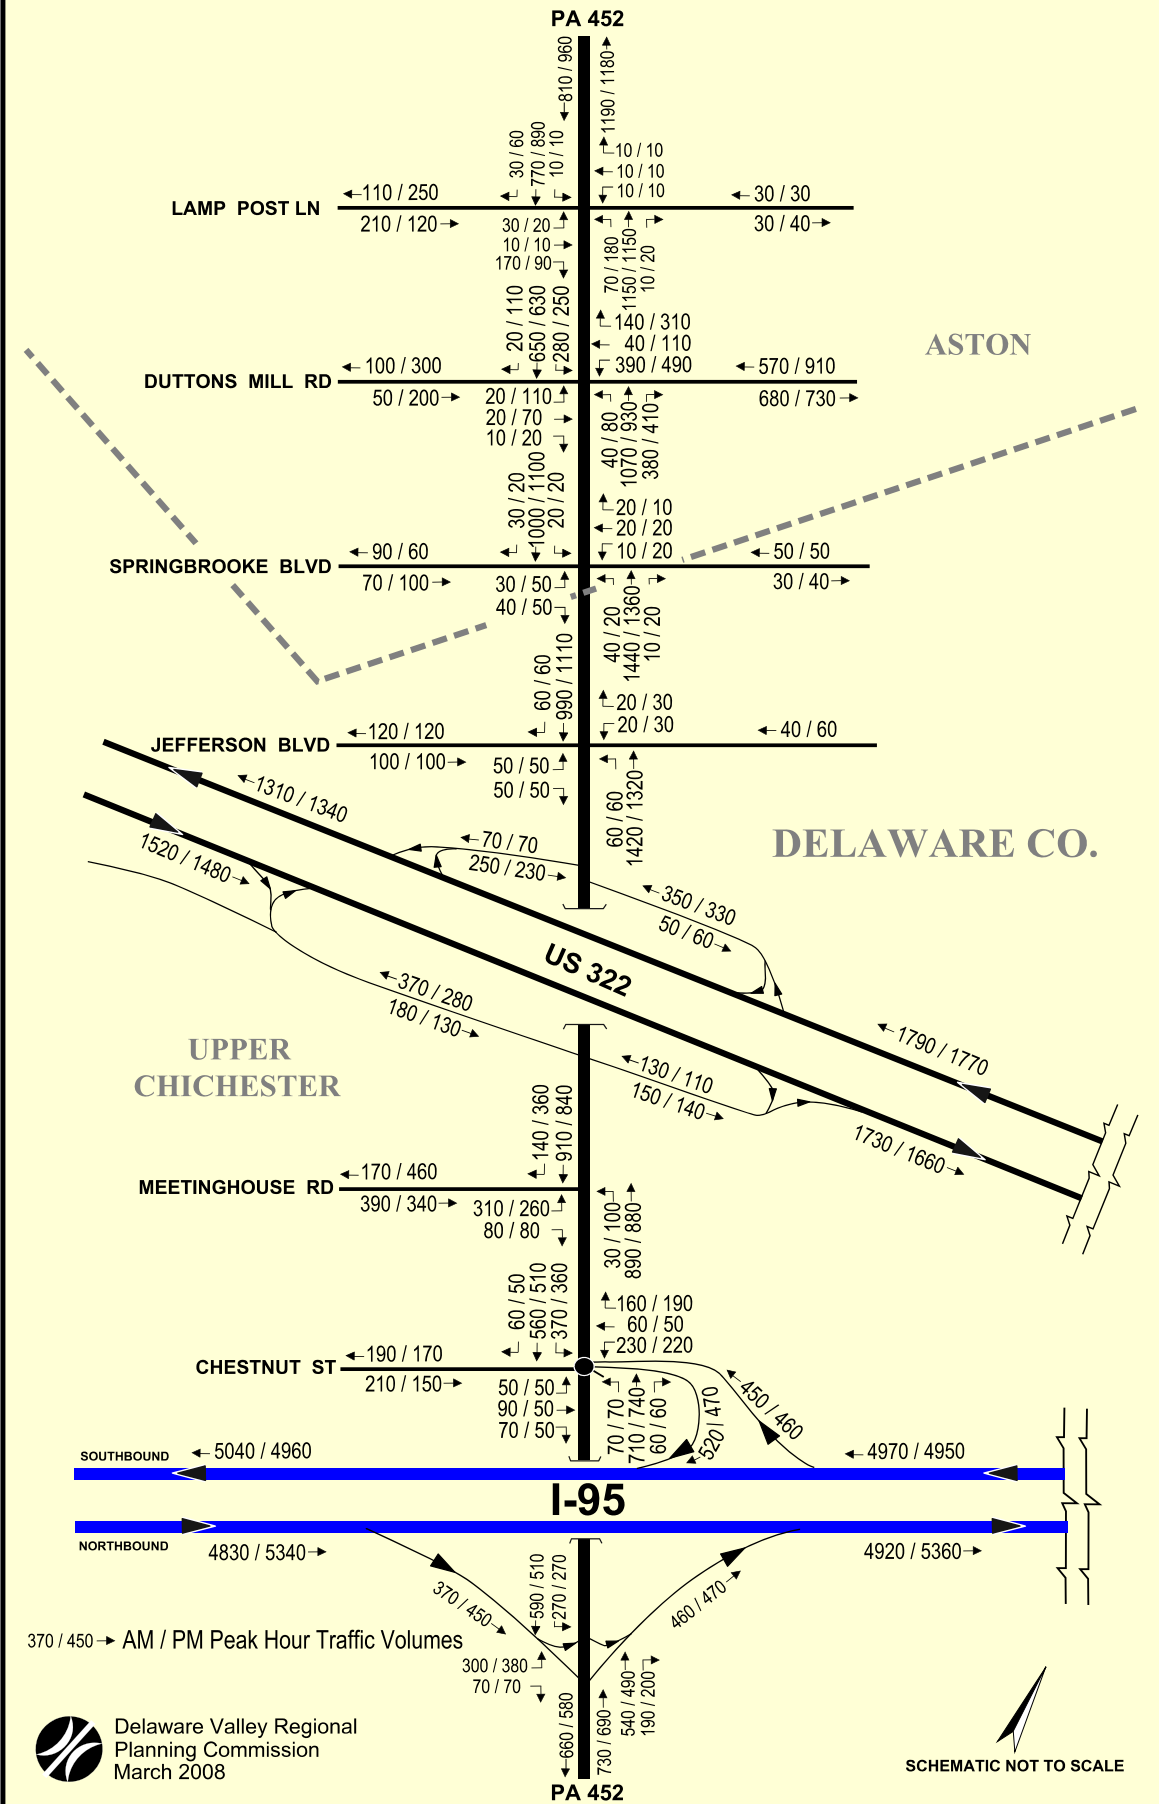 PA 452
810 / 960
1190 / 1180
30 / 60
770 / 890
10 / 10
10 / 10
10 / 10
10 / 10
LAMP POST LN
110 / 250
210 / 120
30 / 30
30 / 40
30 / 20
10 / 10
170 / 90
70 / 180
1150 / 1150
10 / 20
20 / 110
650 / 630
280 / 250
140 / 310
40 / 110
390 / 490
ASTON
DUTTONS MILL RD
100 / 300
50 / 200
570 / 910
680 / 730
20 / 110
20 / 70
10 / 20
40 / 80
1070 / 930
380 / 410
30 / 20
1000 / 1100
20 / 20
20 / 10
20 / 20
10 / 20
SPRINGBROOKE BLVD
90 / 60
70 / 100
50 / 50
30 / 40
30 / 50
40 / 50
40 / 20
1440 / 1360
10 / 20
60 / 60
990 / 1110
20 / 30
20 / 30
JEFFERSON BLVD
120 / 120
100 / 100
40 / 60
50 / 50
50 / 50
60 / 60
1420 / 1320
DELAWARE CO.
1310 / 1340
1520 / 1480
70 / 70
250 / 230
350 / 330
50 / 60
US 322
370 / 280
180 / 130
1790 / 1770
130 / 110
150 / 140
1730 / 1660
UPPER
CHICHESTER
140 / 360
910 / 840
MEETINGHOUSE RD
170 / 460
390 / 340
310 / 260
80 / 80
30 / 100
890 / 880
60 / 50
560 / 510
370 / 360
160 / 190
60 / 50
230 / 220
CHESTNUT ST
190 / 170
210 / 150
50 / 50
90 / 50
70 / 50
70 / 70
710 / 740
60 / 60
520 / 470
450 / 460
SOUTHBOUND
5040 / 4960
4970 / 4950
I-95
NORTHBOUND
4830 / 5340
4920 / 5360
370 / 450
590 / 510
270 / 270
460 / 470
370 / 450 AM / PM Peak Hour Traffic Volumes
300 / 380
70 / 70
540 / 490
190 / 200
660 / 580
730 / 690
Delaware Valley Regional
Planning Commission
March 2008
SCHEMATIC NOT TO SCALE
PA 452